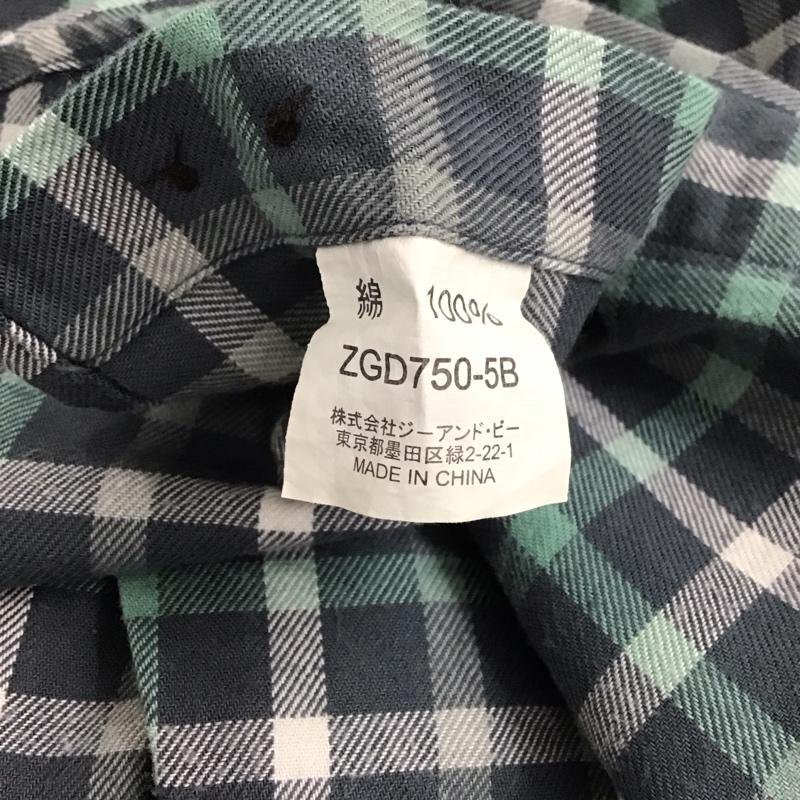 綿 100%
ZGD750-5B
株式会社ジーアンド・ビー
東京都墨田区緑2-22-1
MADE IN CHINA